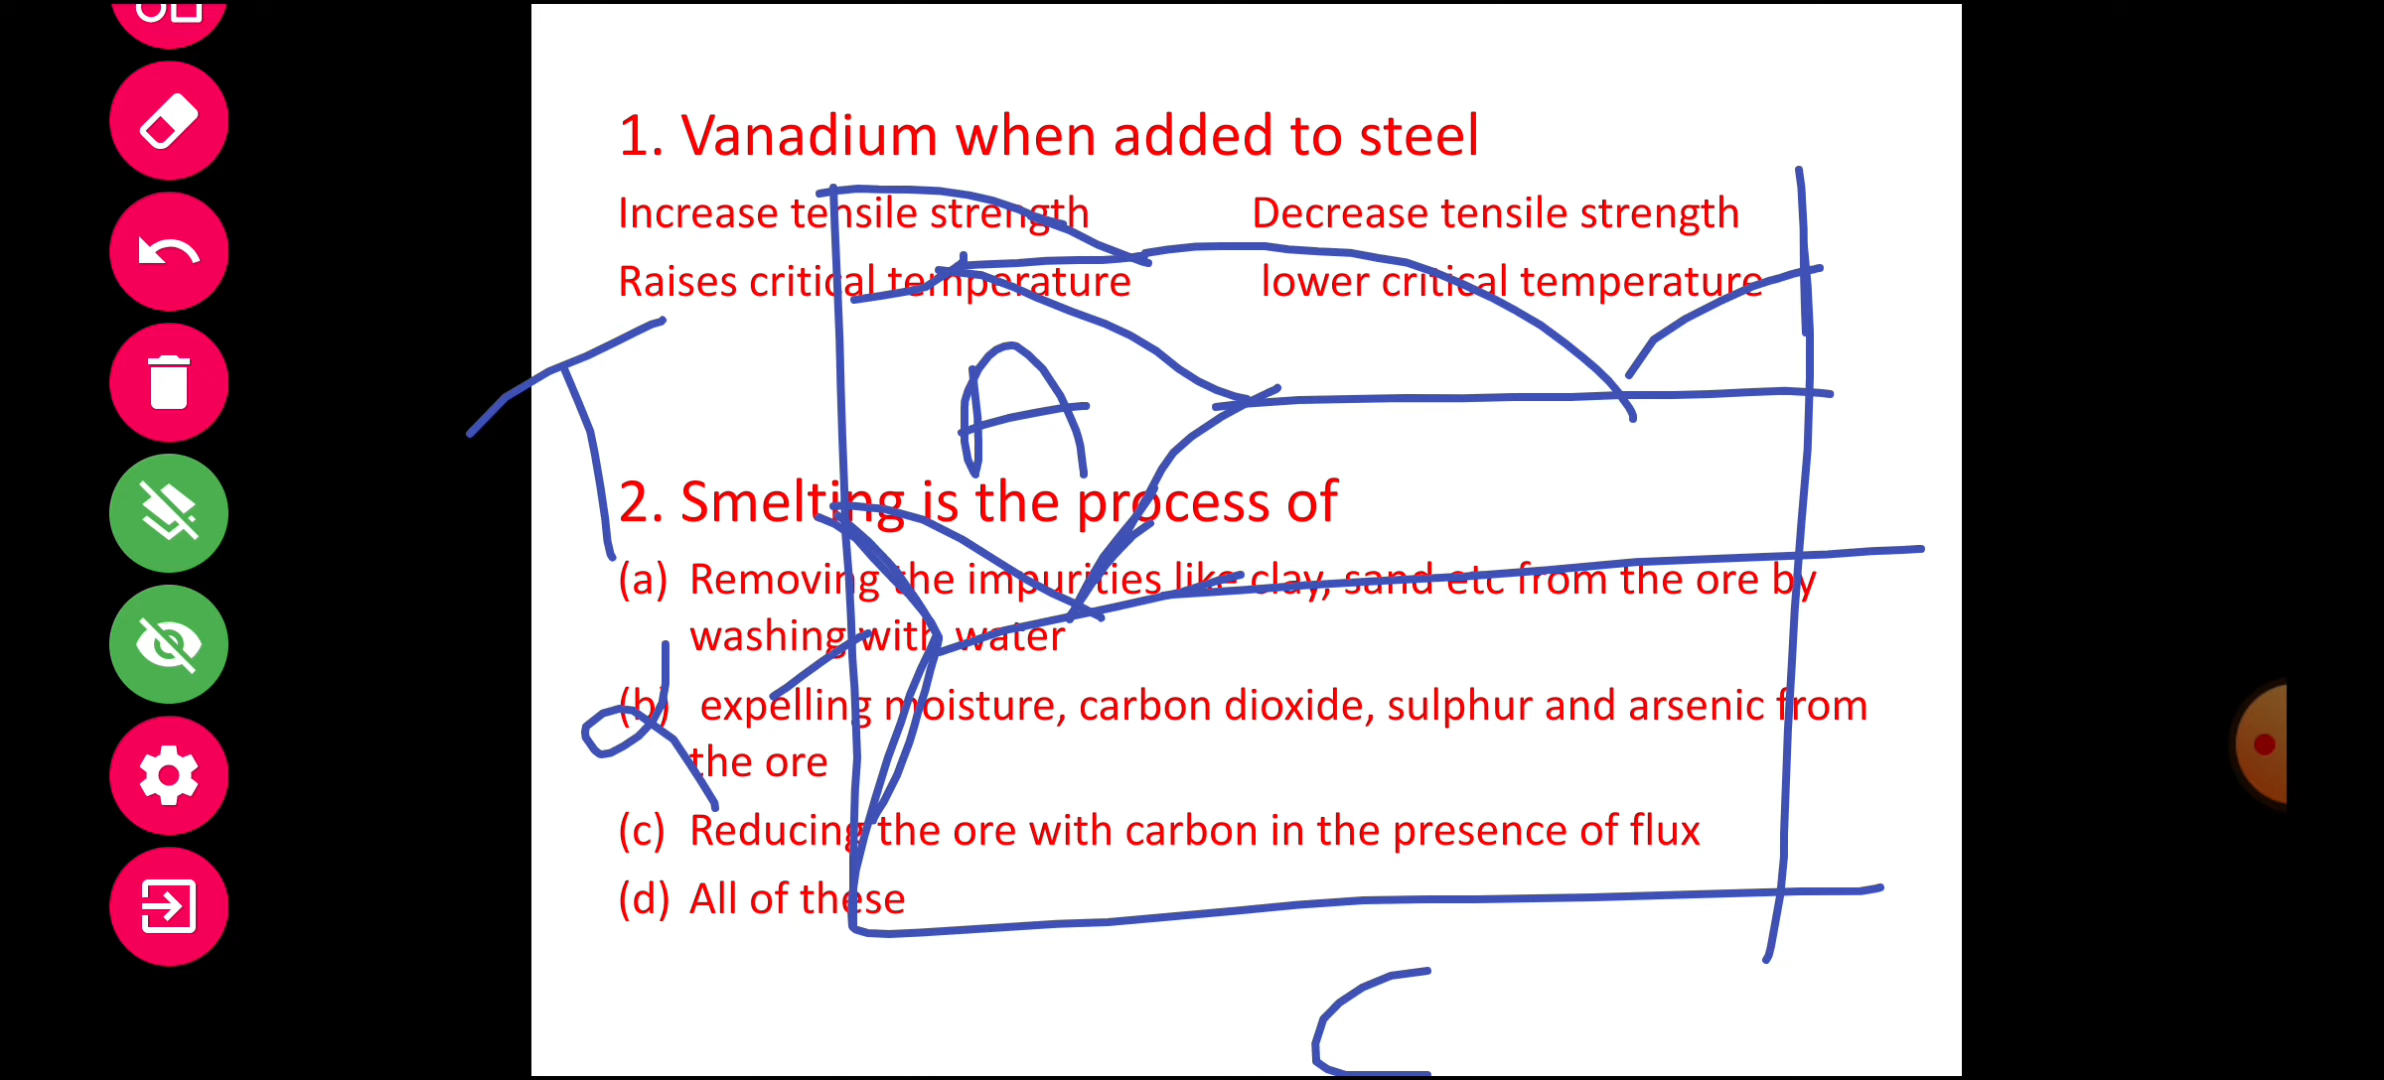 1. Vanadium when added to steel
Increase tensile strength Decrease tensile strength
Raises critical temperature lower critical temperature
A
2. Smelting is the process of
(a) Removing the impurities like clay, sand etc from the ore by
washing with water
(b) expelling moisture, carbon dioxide, sulphur and arsenic from
the ore
(c) Reducing the ore with carbon in the presence of flux
(d) All of these
C